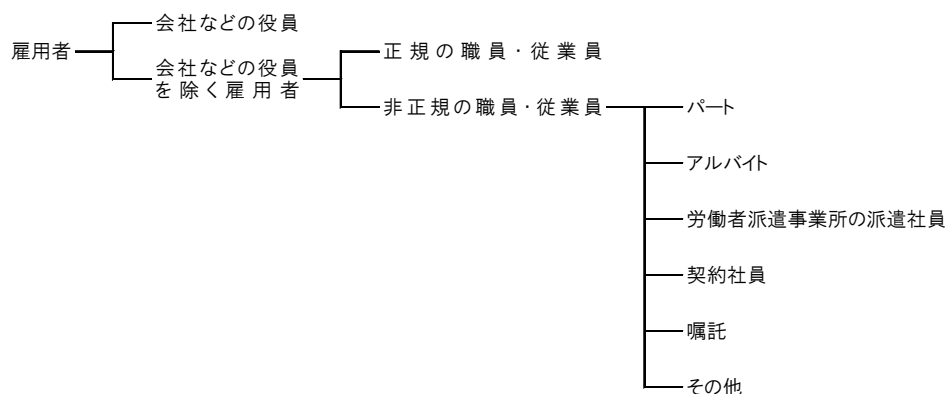 雇用者
会社などの役員
会社などの役員
を除く雇用者
正規の職員・従業員
非正規の職員・従業員
パート
アルバイト
労働者派遣事業所の派遣社員
契約社員
嘱託
その他